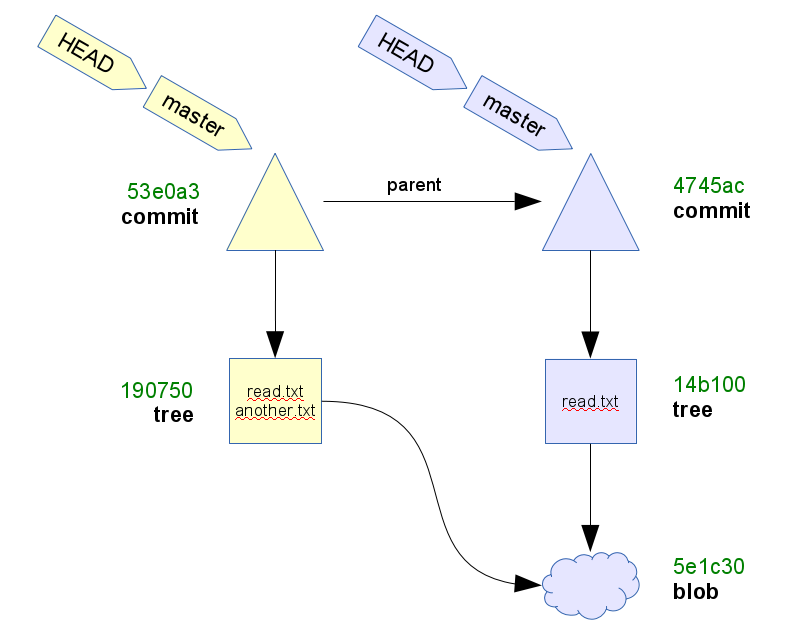 HEAD
master
HEAD
master
53e0a3
commit
parent
4745ac
commit
190750
tree
read.txt
another.txt
read.txt
14b100
tree
5e1c30
blob